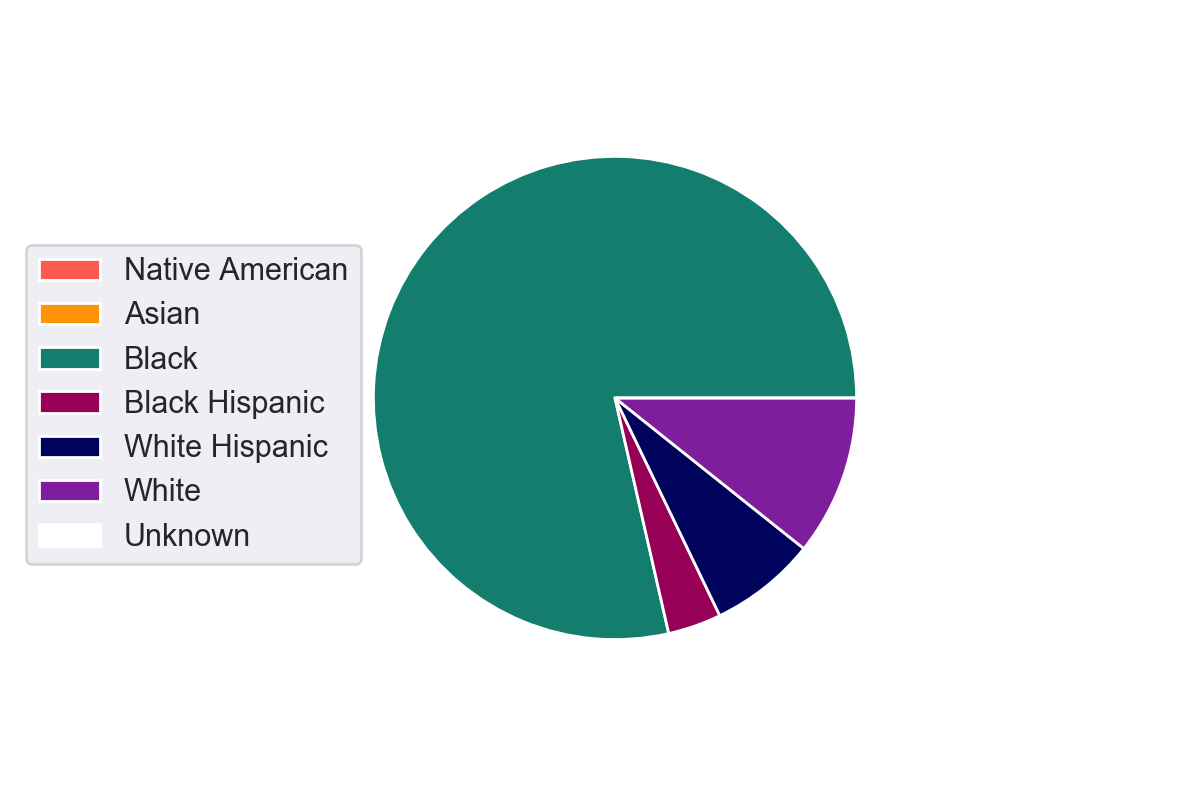 Native American
Asian
Black
Black Hispanic
White Hispanic
White
Unknown